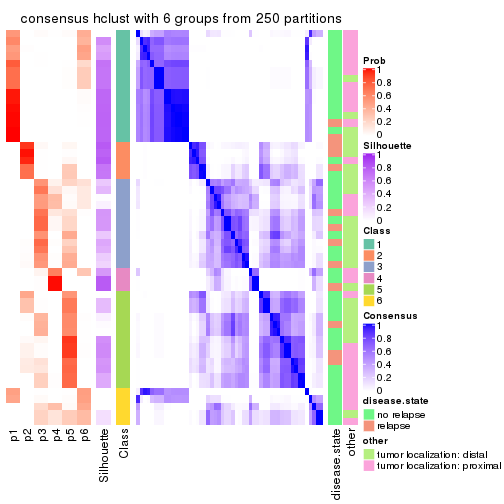 consensus hclust with 6 groups from 250 partitions
Prob
1
0.8
0.6
0.4
0.2
0
Silhouette
1
0.8
0.6
0.4
0.2
0
Class
1
2
3
4
5
6
Consensus
1
0.8
0.6
0.4
0.2
0
disease.state
no relapse
relapse
other
tumor localization: distal
tumor localization: proximal
p1
p2
p3
p4
p5
p6
Silhouette
Class
disease.state
other